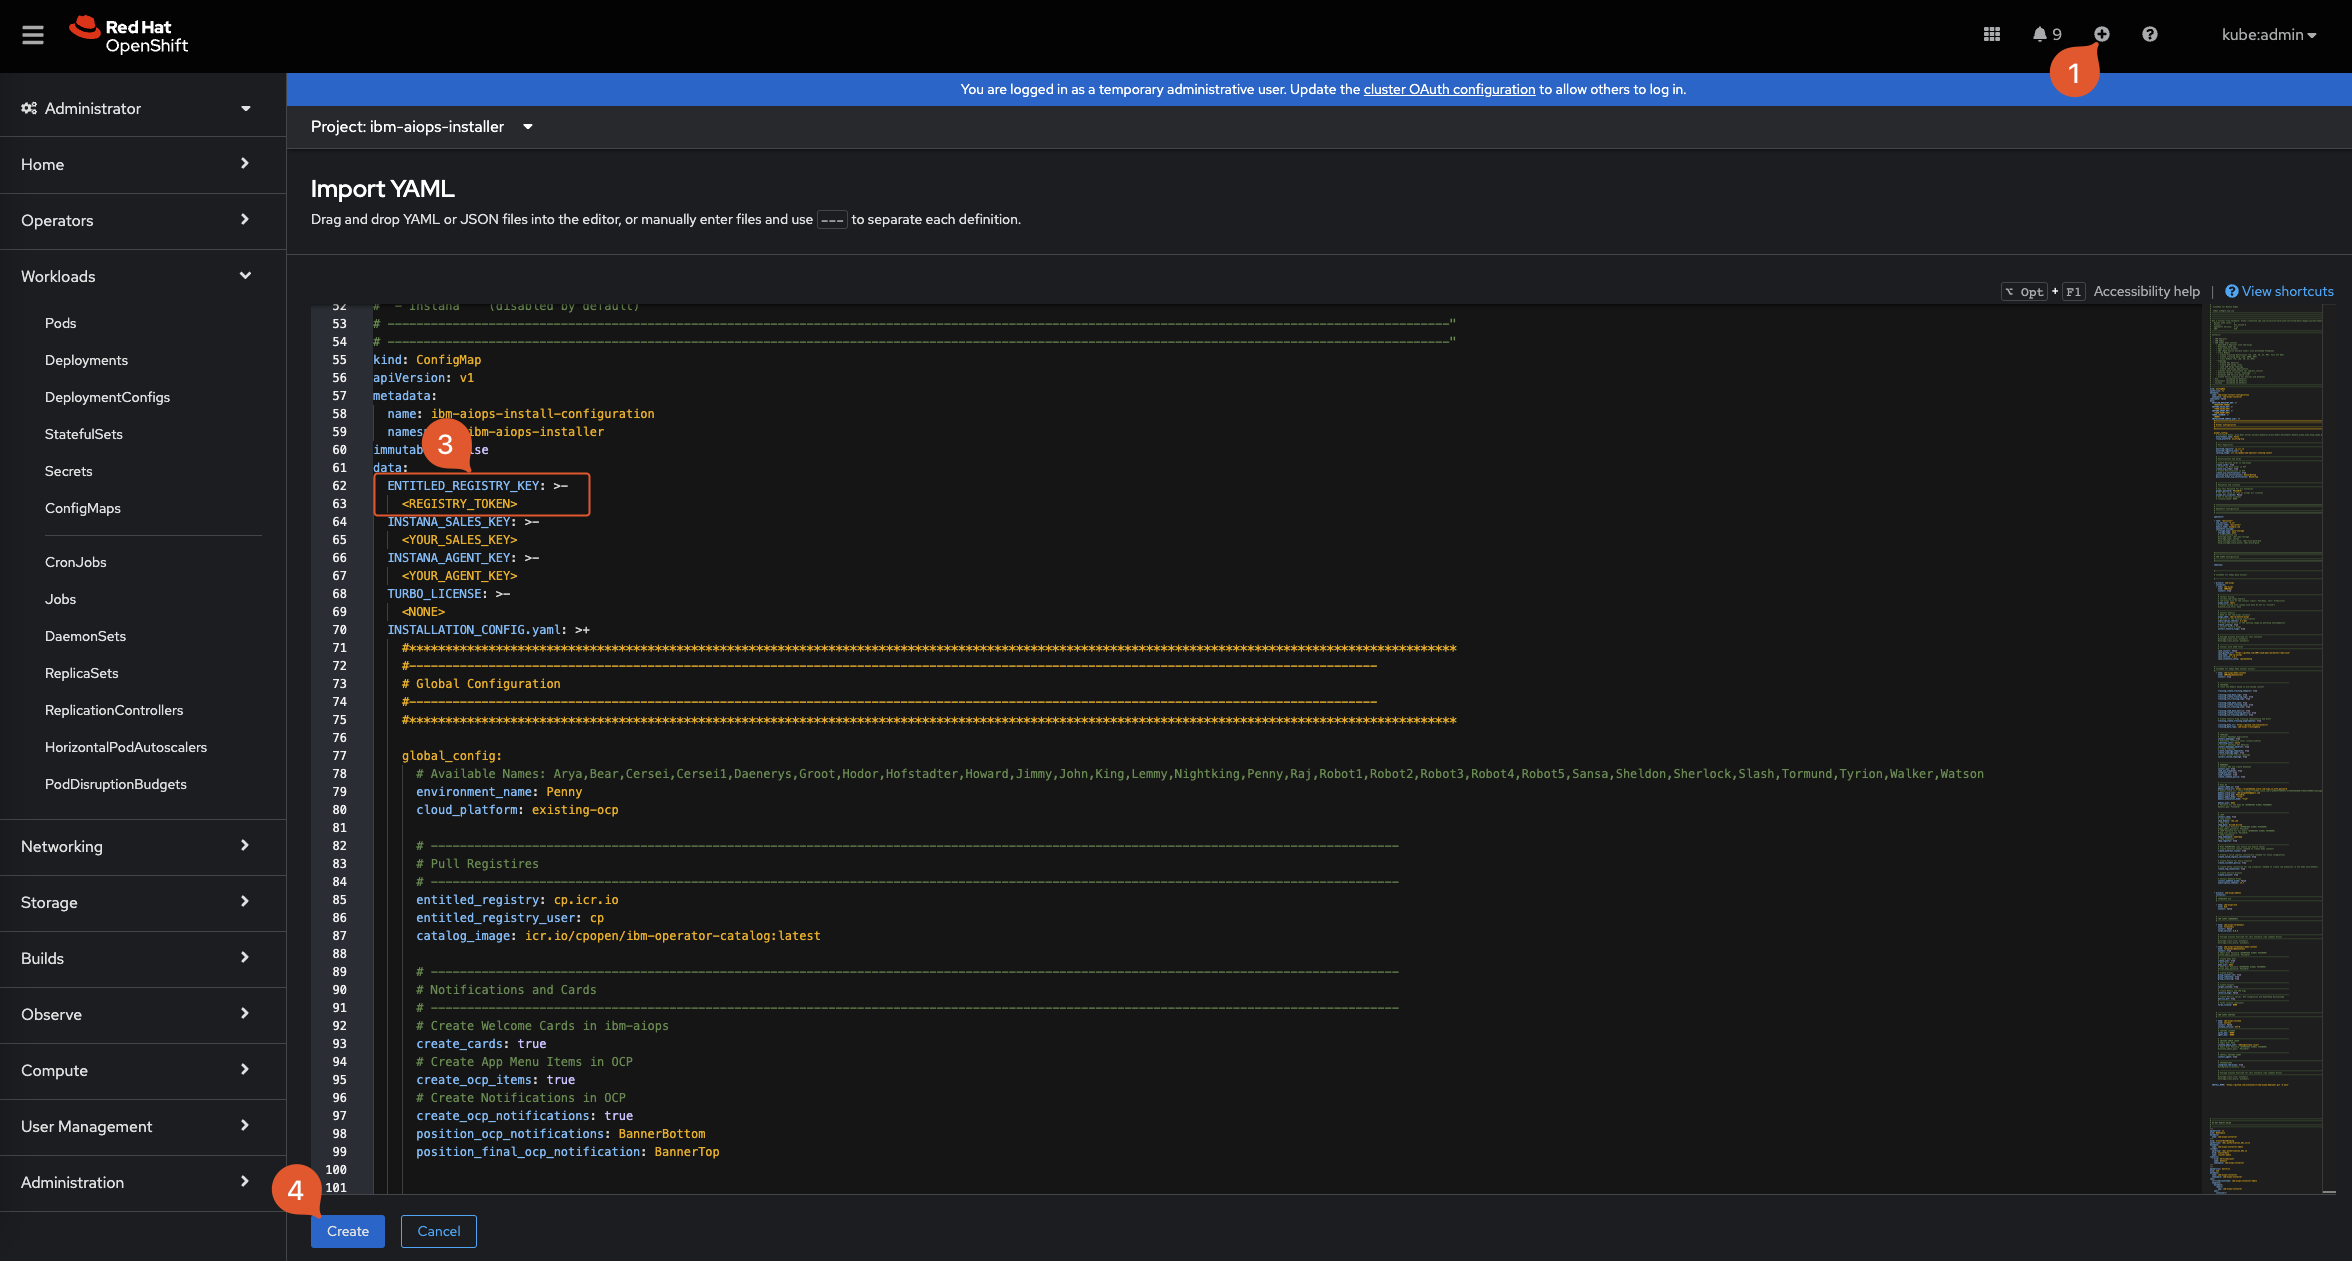 Red Hat
OpenShift
9
kube:admin
1
You are logged in as a temporary administrative user. Update the cluster OAuth configuration to allow others to log in.
Administrator
Home
Operators
Workloads
Pods
Deployments
DeploymentConfigs
StatefulSets
Secrets
ConfigMaps
CronJobs
Jobs
DaemonSets
ReplicaSets
ReplicationControllers
HorizontalPodAutoscalers
PodDisruptionBudgets
Networking
Storage
Builds
Observe
Compute
User Management
Administration
Project: ibm-aiops-installer
Import YAML
Drag and drop YAML or JSON files into the editor, or manually enter files and use --- to separate each definition.
⌥ Opt + F1 Accessibility help | View shortcuts
52 # - Instana (disabled by default)
53 # ---------------------------------------------------------------------------------------------------------------------------------------------------"
54 # ---------------------------------------------------------------------------------------------------------------------------------------------------"
55 kind: ConfigMap
56 apiVersion: v1
57 metadata:
58 name: ibm-aiops-install-configuration
59 names ibm-aiops-installer
3
60 immutab lse
61 data:
62 ENTITLED_REGISTRY_KEY: >-
63 <REGISTRY_TOKEN>
64 INSTANA_SALES_KEY: >-
65 <YOUR_SALES_KEY>
66 INSTANA_AGENT_KEY: >-
67 <YOUR_AGENT_KEY>
68 TURBO_LICENSE: >-
69 <NONE>
70 INSTALLATION_CONFIG.yaml: >+
71 #*************************************************************************************************************************************************
72 #--------------------------------------------------------------------------------------------------------------------------------------
73 # Global Configuration
74 #--------------------------------------------------------------------------------------------------------------------------------------
75 #*************************************************************************************************************************************************
76
77 global_config:
78 # Available Names: Arya,Bear,Cersei,Cersei1,Daenerys,Groot,Hodor,Hofstadter,Howard,Jimmy,John,King,Lemmy,Nightking,Penny,Raj,Robot1,Robot2,Robot3,Robot4,Robot5,Sansa,Sheldon,Sherlock,Slash,Tormund,Tyrion,Walker,Watson
79 environment_name: Penny
80 cloud_platform: existing-ocp
81
82 # --------------------------------------------------------------------------------------------------------------------------------------
83 # Pull Registires
84 # --------------------------------------------------------------------------------------------------------------------------------------
85 entitled_registry: cp.icr.io
86 entitled_registry_user: cp
87 catalog_image: icr.io/cpopen/ibm-operator-catalog:latest
88
89 # --------------------------------------------------------------------------------------------------------------------------------------
90 # Notifications and Cards
91 # --------------------------------------------------------------------------------------------------------------------------------------
92 # Create Welcome Cards in ibm-aiops
93 create_cards: true
94 # Create App Menu Items in OCP
95 create_ocp_items: true
96 # Create Notifications in OCP
97 create_ocp_notifications: true
98 position_ocp_notifications: BannerBottom
99 position_final_ocp_notification: BannerTop
100
101
4
Create
Cancel